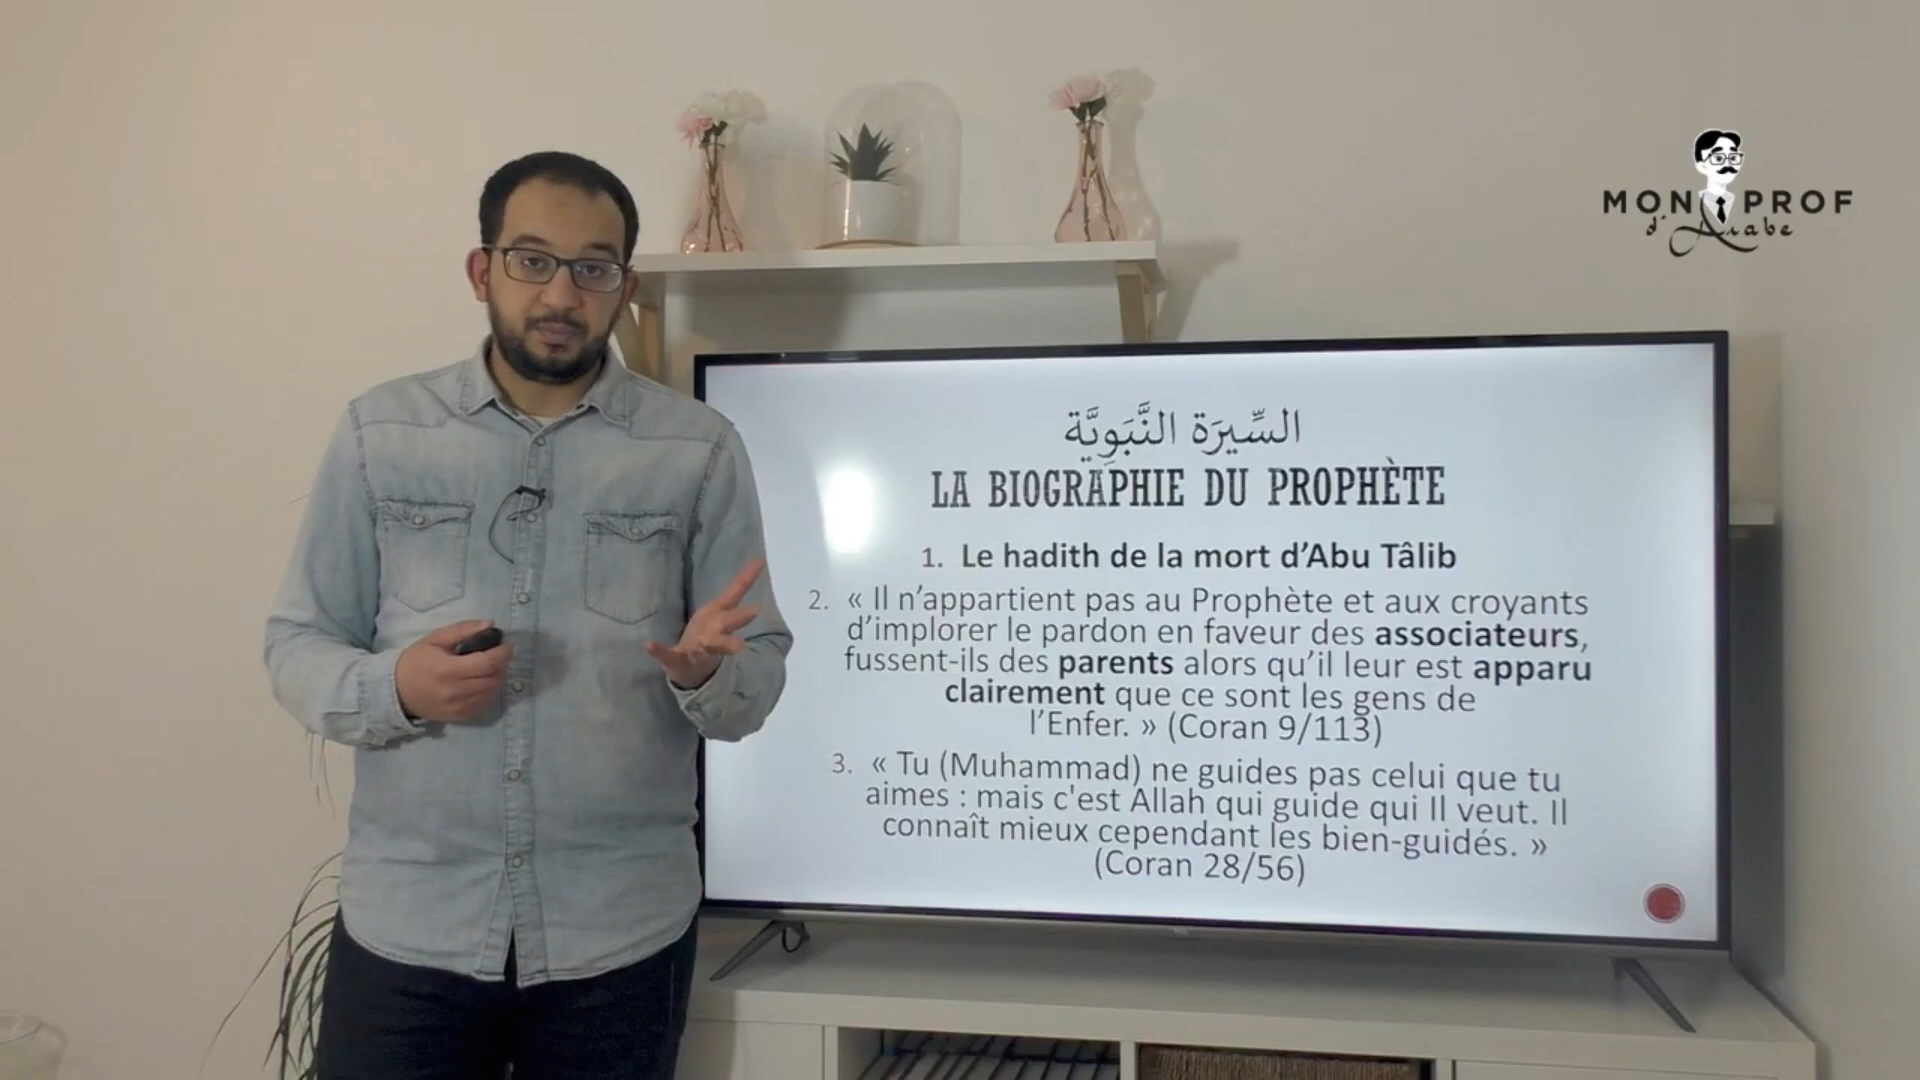 MON PROF
d'Arabe
السِّيرَة النَّبَوِيَّة
LA BIOGRAPHIE DU PROPHÈTE
1. Le hadith de la mort d’Abu Tâlib
2. « Il n’appartient pas au Prophète et aux croyants
d’implorer le pardon en faveur des associateurs,
fussent-ils des parents alors qu’il leur est apparu
clairement que ce sont les gens de
l’Enfer. » (Coran 9/113)
3. « Tu (Muhammad) ne guides pas celui que tu
aimes : mais c'est Allah qui guide qui Il veut. Il
connaît mieux cependant les bien-guidés. »
(Coran 28/56)